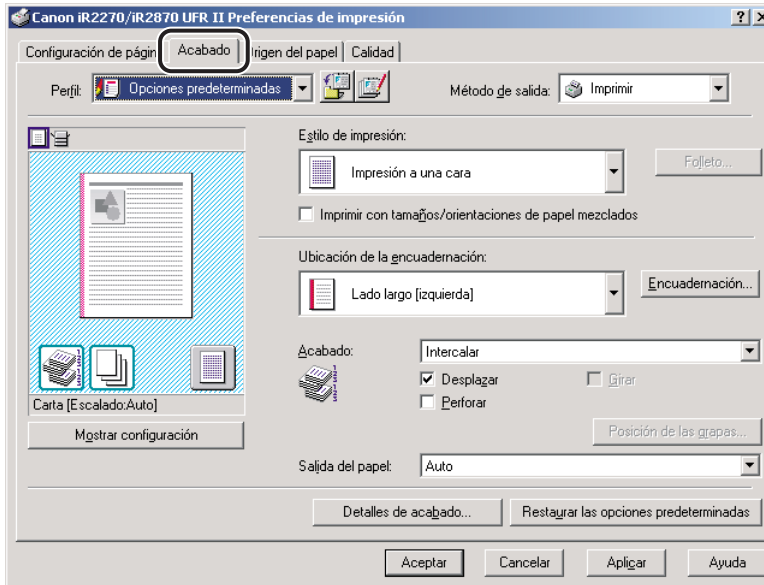 Canon iR2270/iR2870 UFR II Preferencias de impresión
Configuración de págin Acabado rigen del papel Calidad
Perfil: Opciones predeterminadas Método de salida: Imprimir
Estilo de impresión:
Impresión a una cara Folleto...
Imprimir con tamaños/orientaciones de papel mezclados
Ubicación de la encuadernación:
Lado largo [izquierda] Encuadernación...
Acabado: Intercalar
Desplazar Girar
Perforar
Carta [Escalado:Auto]
Mostrar configuración Posición de las grapas...
Salida del papel: Auto
Detalles de acabado... Restaurar las opciones predeterminadas
Aceptar Cancelar Aplicar Ayuda